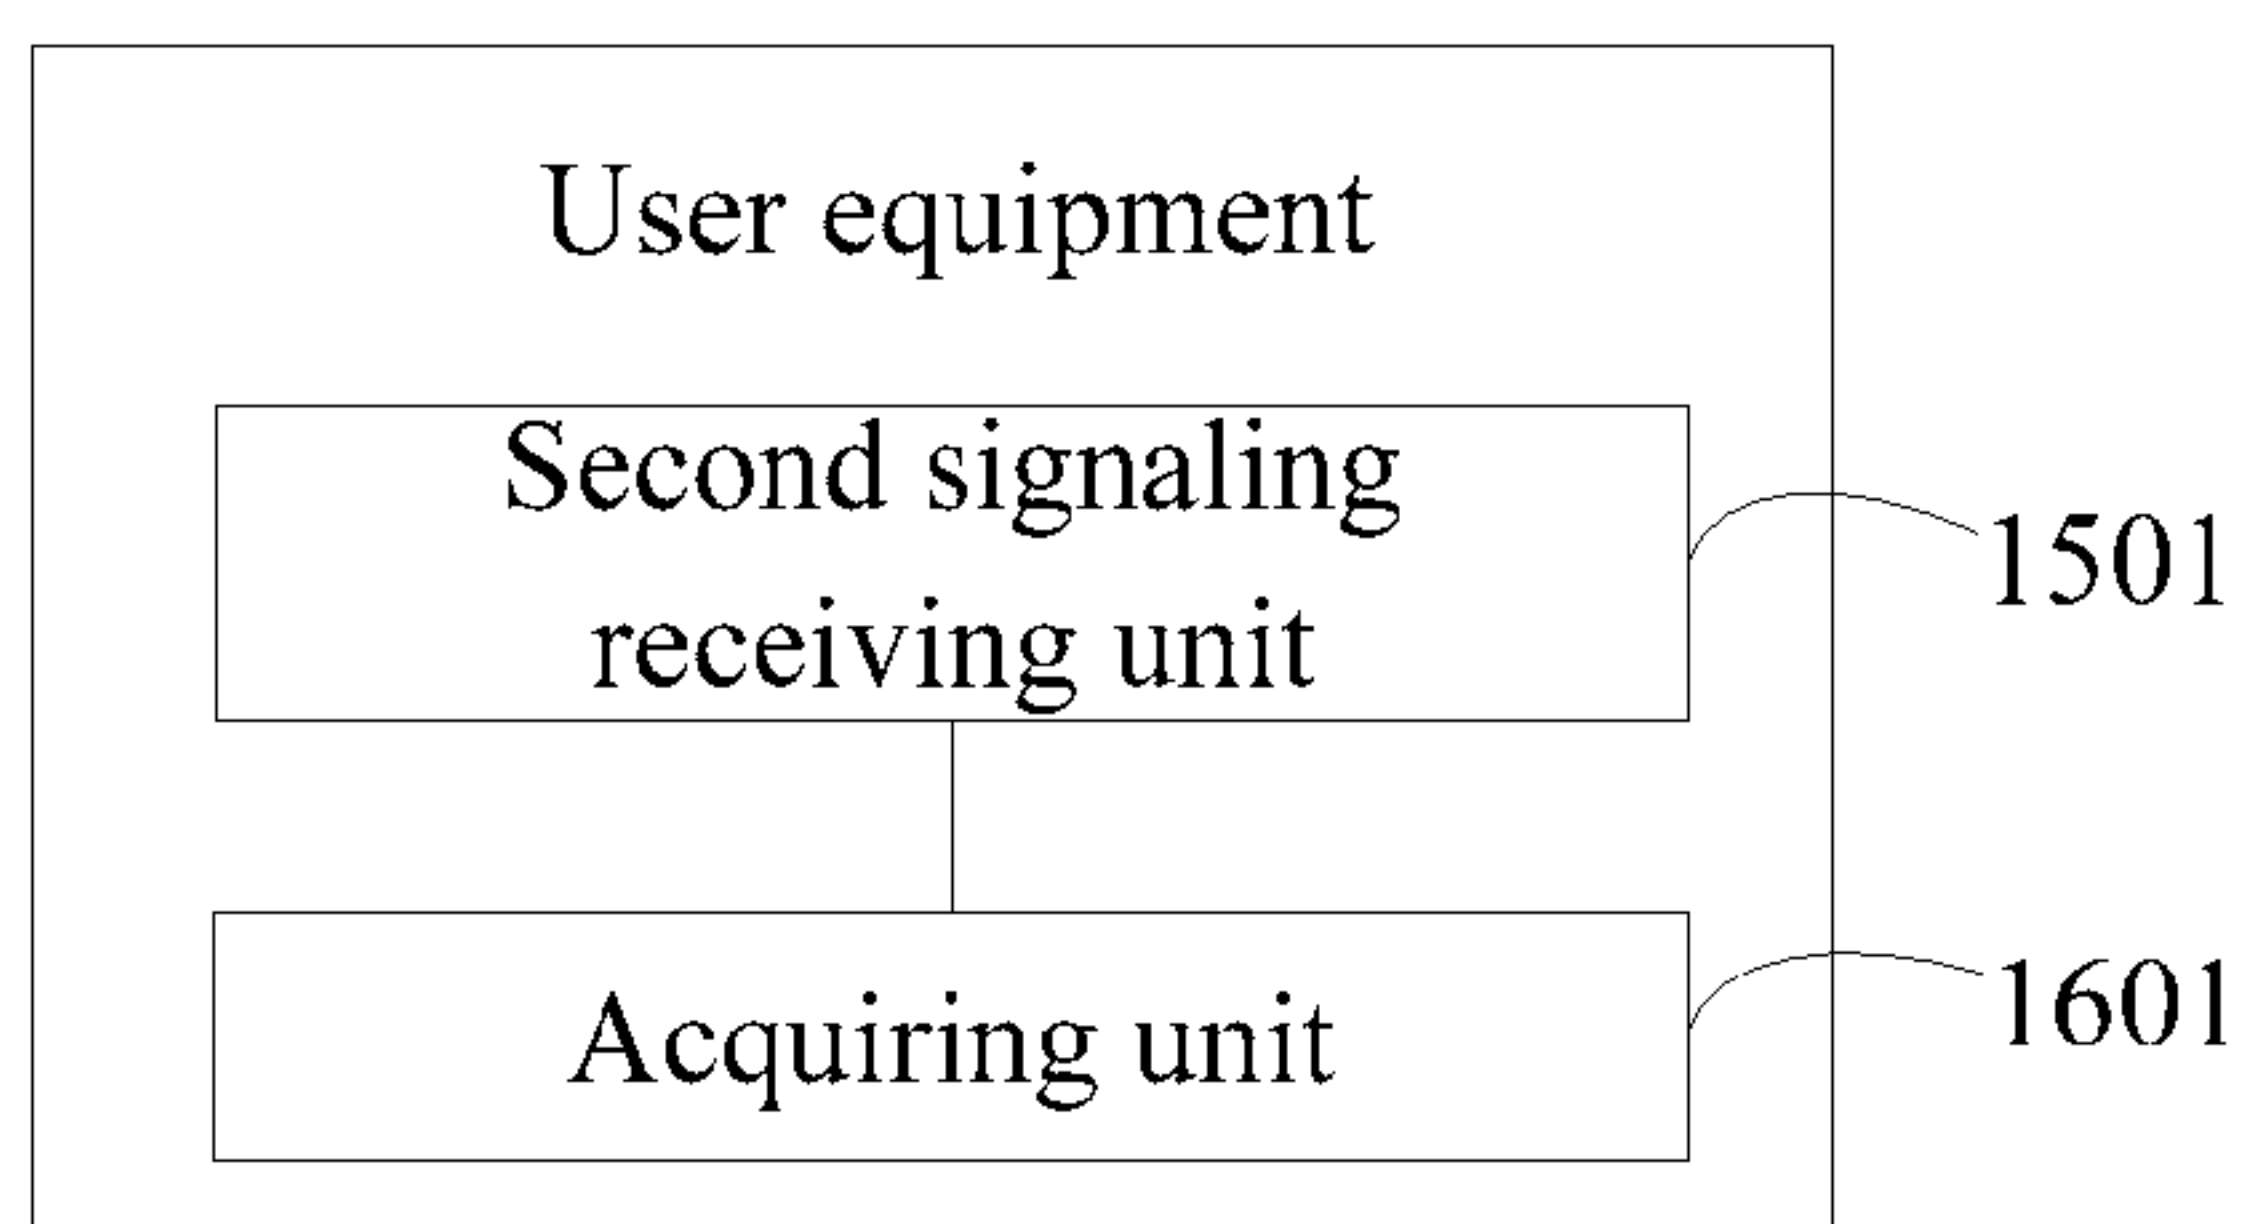 User equipment
Second signaling
receiving unit
1501
Acquiring unit
1601